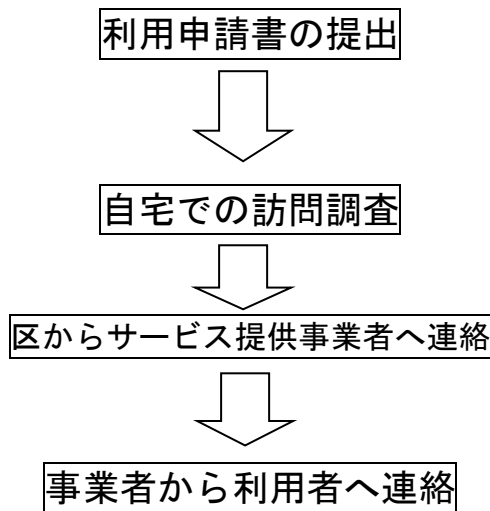 利用申請書の提出
自宅での訪問調査
区からサービス提供事業者へ連絡
事業者から利用者へ連絡